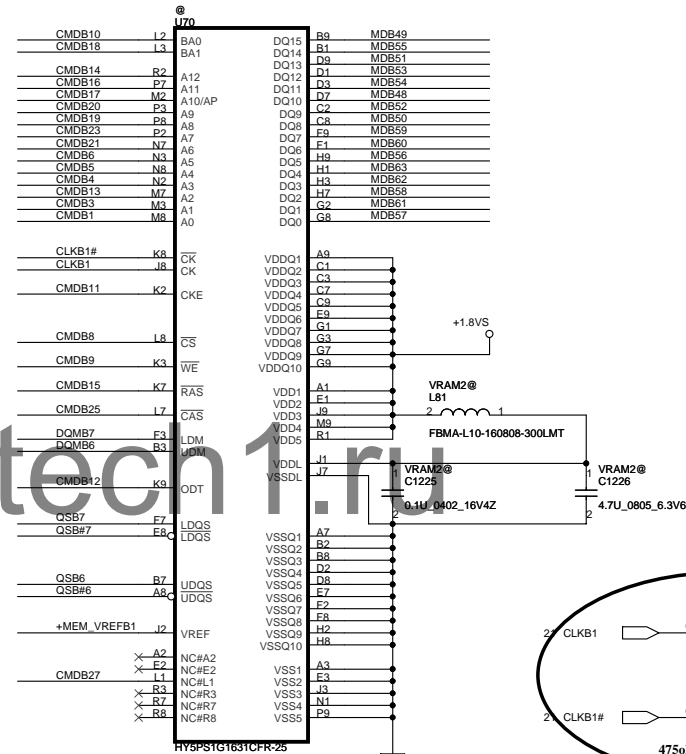 @
U70
CMDB10 L2 BA0 DQ15 B9 MDB49
CMDB18 L3 BA1 DQ14 B1 MDB55
DQ13 D9 MDB51
CMDB14 R2 A12 DQ12 D1 MDB53
CMDB16 P7 A11 DQ11 D3 MDB54
CMDB17 M2 A10/AP DQ10 D7 MDB48
CMDB20 P3 A9 DQ9 C2 MDB52
CMDB19 P8 A8 DQ8 C8 MDB50
CMDB23 P2 A7 DQ7 F9 MDB59
CMDB21 N7 A6 DQ6 F1 MDB60
CMDB6 N3 A5 DQ5 H9 MDB56
CMDB5 N8 A4 DQ4 H1 MDB63
CMDB4 N2 A3 DQ3 H3 MDB62
CMDB13 M7 A2 DQ2 H7 MDB58
CMDB3 M3 A1 DQ1 G2 MDB61
CMDB1 M8 A0 DQ0 G8 MDB57
CLKB1# K8 CK VDDQ1 A9
CLKB1 J8 CK VDDQ2 C1
VDDQ3 C3
CMDB11 K2 CKE VDDQ4 C7
VDDQ5 C9
VDDQ6 E9
VDDQ7 G1
CMDB8 L8 CS VDDQ8 G3
VDDQ9 G7
VDDQ10 G9
+1.8VS
CMDB9 K3 WE
CMDB15 K7 RAS VDD1 A1
VDD2 E1
CMDB25 L7 CAS VDD3 J9
VDD4 M9
VDD5 R1
VRAM2@
L81
2 1
FBMA-L10-160808-300LMT
DQMB7 F3 LDM
DQMB6 B3 UDM
VDDL J1
VSSDL J7
CMDB12 K9 ODT
VRAM2@
C1225
0.1U_0402_16V4Z
1
2
VRAM2@
C1226
4.7U_0805_6.3V6
1
2
tech1.ru
QSB7 F7 LDQS
QSB#7 E8 LDQS
VSSQ1 A7
VSSQ2 B2
VSSQ3 B8
VSSQ4 D2
QSB6 B7 UDQS VSSQ5 D8
QSB#6 A8 UDQS VSSQ6 E7
VSSQ7 F2
VSSQ8 F8
+MEM_VREFB1 J2 VREF VSSQ9 H2
VSSQ10 H8
A2 NC#A2
E2 NC#E2 VSS1 A3
CMDB27 L1 NC#L1 VSS2 E3
R3 NC#R3 VSS3 J3
R7 NC#R7 VSS4 N1
R8 NC#R8 VSS5 P9
HY5PS1G1631CFR-25
CLKB1
CLKB1#